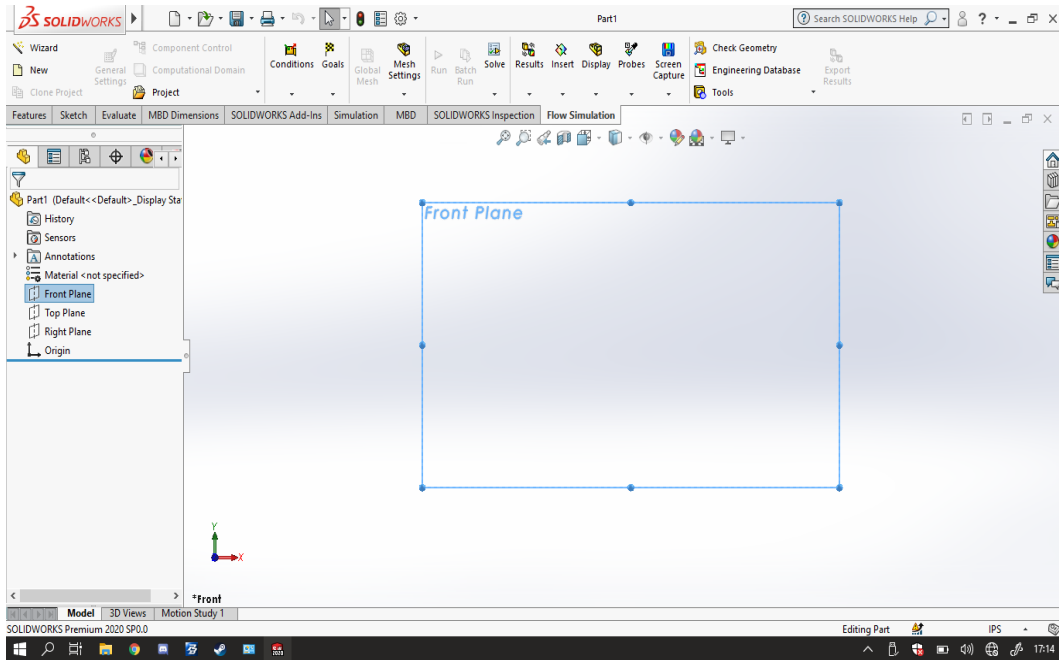 SOLIDWORKS
Part1
Search SOLIDWORKS Help
Wizard
New
Clone Project
General Settings
Component Control
Computational Domain
Project
Conditions
Goals
Global Mesh
Mesh Settings
Run
Batch Run
Solve
Results
Insert
Display
Probes
Screen Capture
Check Geometry
Engineering Database
Tools
Export Results
Features Sketch Evaluate MBD Dimensions SOLIDWORKS Add-Ins Simulation MBD SOLIDWORKS Inspection Flow Simulation
Part1 (Default<<Default>_Display Sta
History
Sensors
Annotations
Material <not specified>
Front Plane
Top Plane
Right Plane
Origin
Front Plane
Y
X
*Front
Model 3D Views Motion Study 1
SOLIDWORKS Premium 2020 SP0.0
Editing Part
IPS
17:14